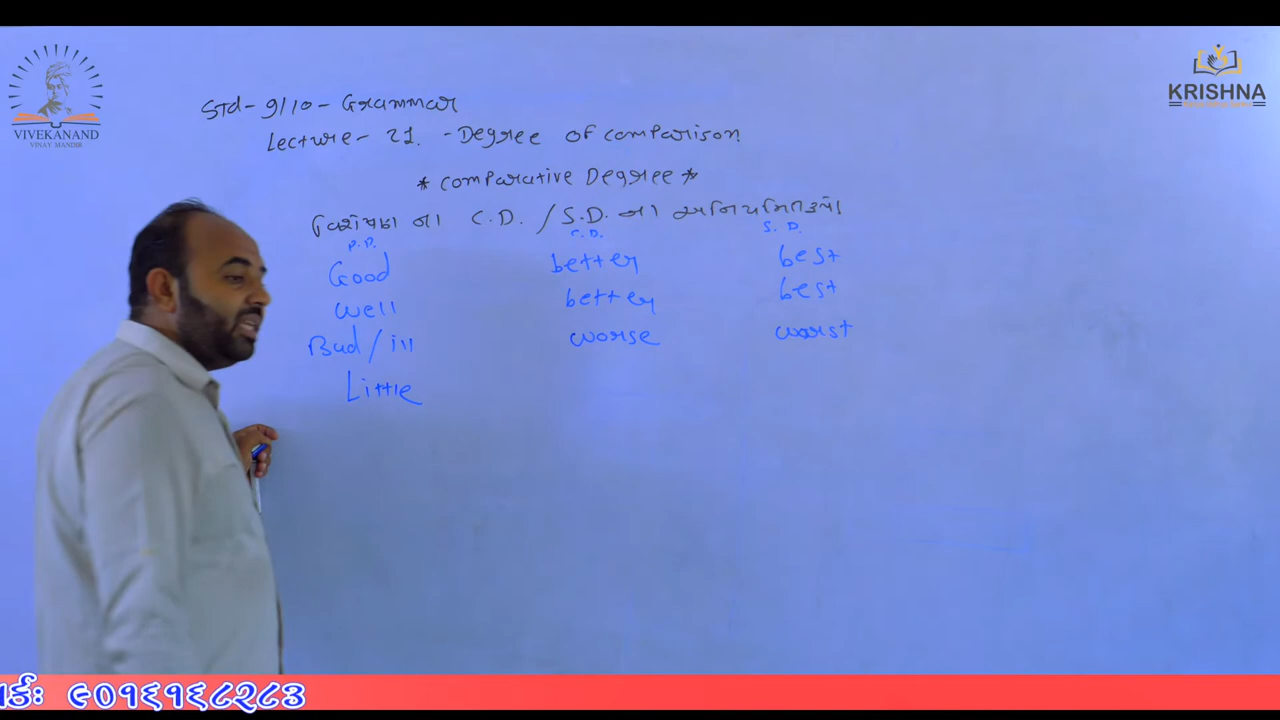 VIVEKANAND
VINAY MANDIR
KRISHNA
Std - 9/10 - Grammar
Lecture - 21. - Degree of comparison
* comparative Degree *
વિશેષણ ના C.D. / S.D. ના અનિયમિત રૂપો
P.D. C.D. S.D.
Good better best
well better best
Bad / ill worse worst
Little
ર્કઃ ૯૦૧૬૧૬૮૨૮૩